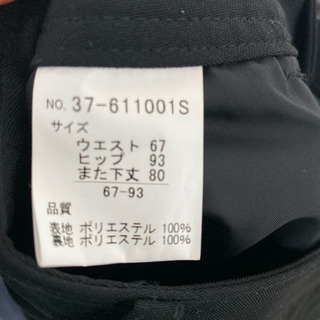 NO. 37-611001S
サイズ
ウエスト 67
ヒップ 93
また下丈 80
67-93
品質
表地 ポリエステル 100%
裏地 ポリエステル 100%